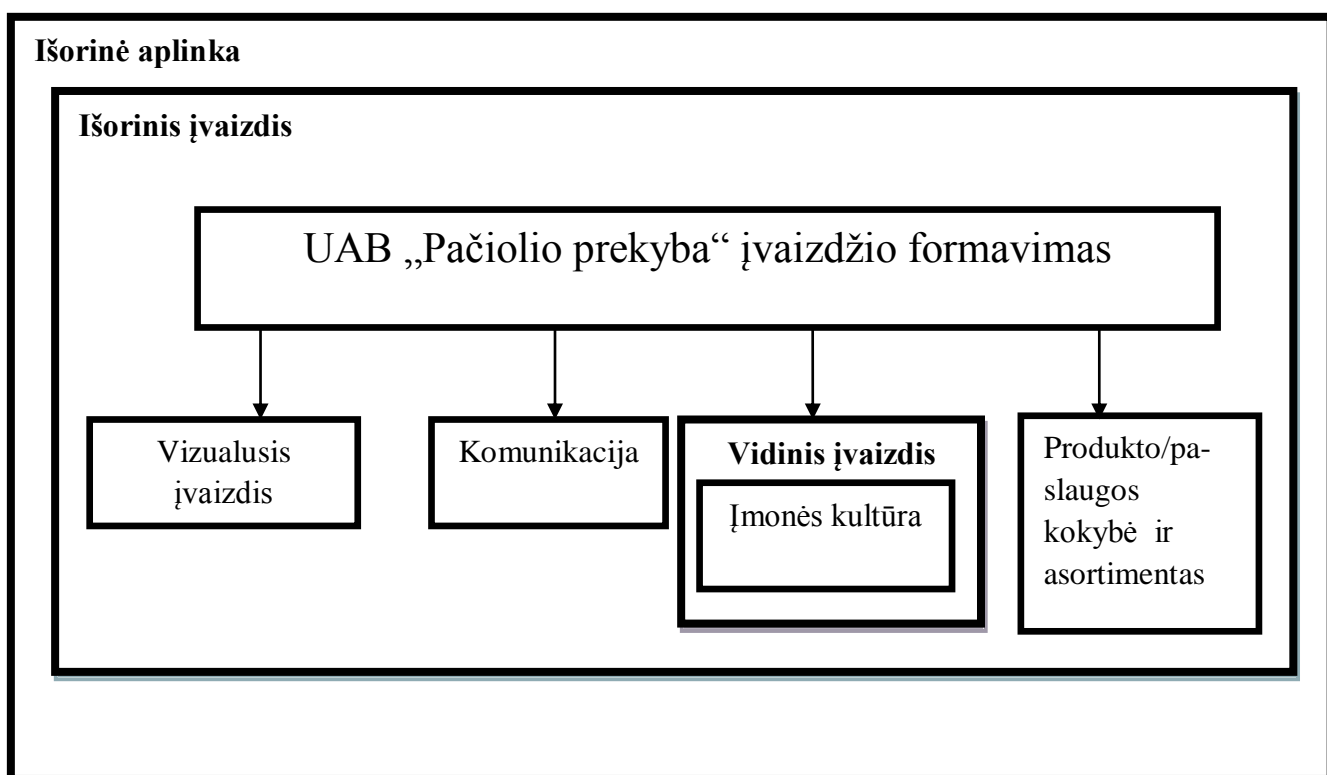 Išorinė aplinka
Išorinis įvaizdis
UAB „Pačiolio prekyba“ įvaizdžio formavimas
Vizualusis
įvaizdis
Komunikacija
Vidinis įvaizdis
Įmonės kultūra
Produkto/pa-
slaugos
kokybė ir
asortimentas